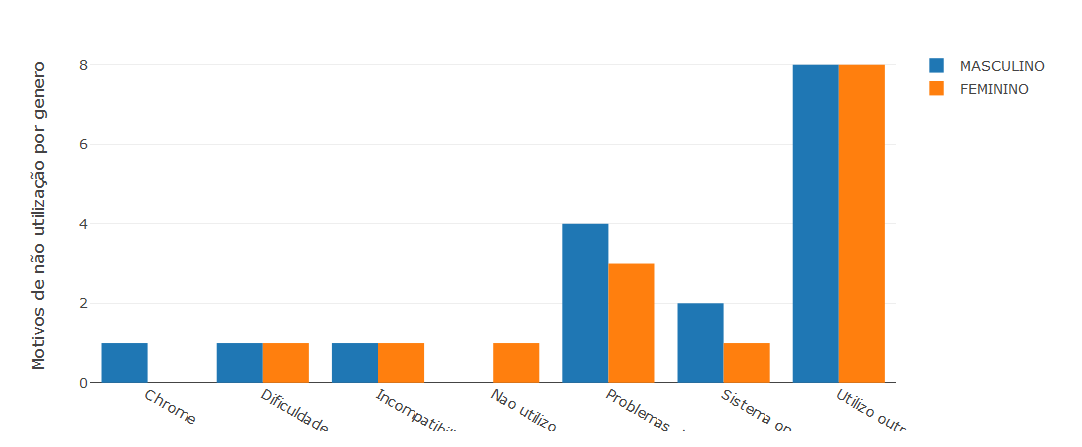 Motivos de não utilização por genero
8
6
4
2
0
Chrome
Dificuldade
Incompatibili
Nao utilizo
Problemas
Sistema op
Utilizo outr
MASCULINO
FEMININO